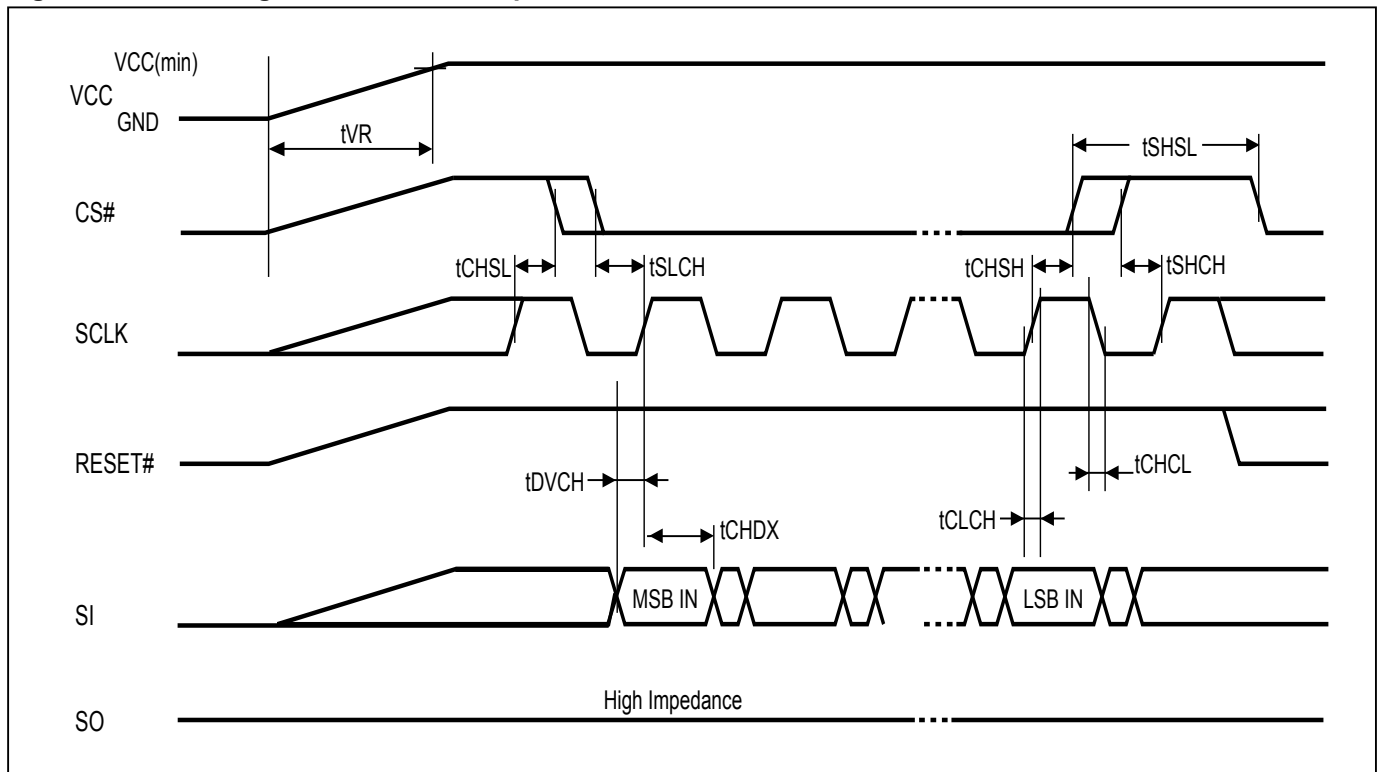 VCC(min)
VCC
GND
tVR
tSHSL
CS#
tCHSL
tSLCH
tCHSH
tSHCH
SCLK
RESET#
tDVCH
tCHCL
tCLCH
tCHDX
SI
MSB IN
LSB IN
High Impedance
SO